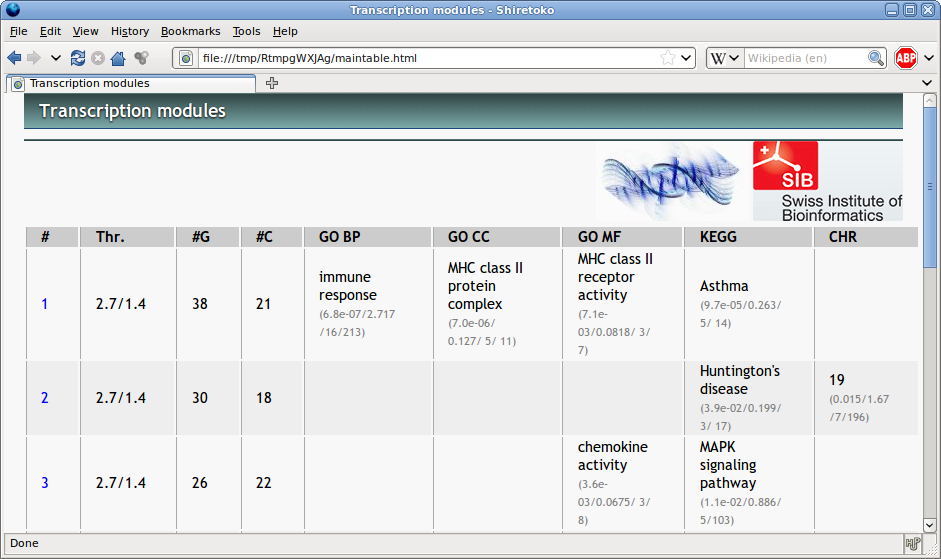 Transcription modules - Shiretoko
File Edit View History Bookmarks Tools Help
file:///tmp/RtmpgWXJAg/maintable.html
W Wikipedia (en)
ABP
Transcription modules
Transcription modules
SIB
Swiss Institute of
Bioinformatics
# Thr. #G #C GO BP GO CC GO MF KEGG CHR
1 2.7/1.4 38 21
immune
response
(6.8e-07/2.717
/16/213)
MHC class II
protein
complex
(7.0e-06/
0.127/ 5/ 11)
MHC class II
receptor
activity
(7.1e-
03/0.0818/ 3/
7)
Asthma
(9.7e-05/0.263/
5/ 14)
2 2.7/1.4 30 18
Huntington's
disease
(3.9e-02/0.199/
3/ 17)
19
(0.015/1.67
/7/196)
3 2.7/1.4 26 22
chemokine
activity
(3.6e-
03/0.0675/ 3/
8)
MAPK
signaling
pathway
(1.1e-02/0.886/
5/103)
Done